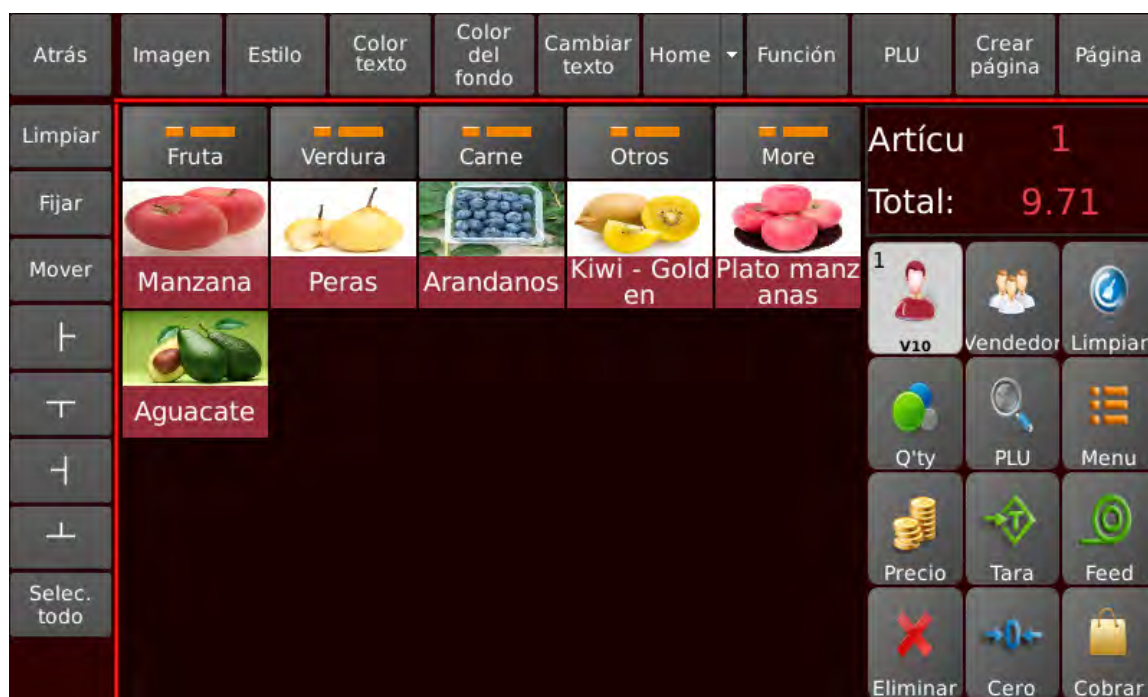 Atrás
Imagen
Estilo
Color
texto
Color
del
fondo
Cambiar
texto
Home
Función
PLU
Crear
página
Página
Limpiar
Fijar
Mover
Selec.
todo
Fruta
Verdura
Carne
Otros
More
Manzana
Peras
Arandanos
Kiwi - Gold
en
Plato manz
anas
Aguacate
Artícu 1
Total: 9.71
1
V10
Vendedor
Limpiar
Q'ty
PLU
Menu
Precio
T
Tara
Feed
Eliminar
0
Cero
Cobrar